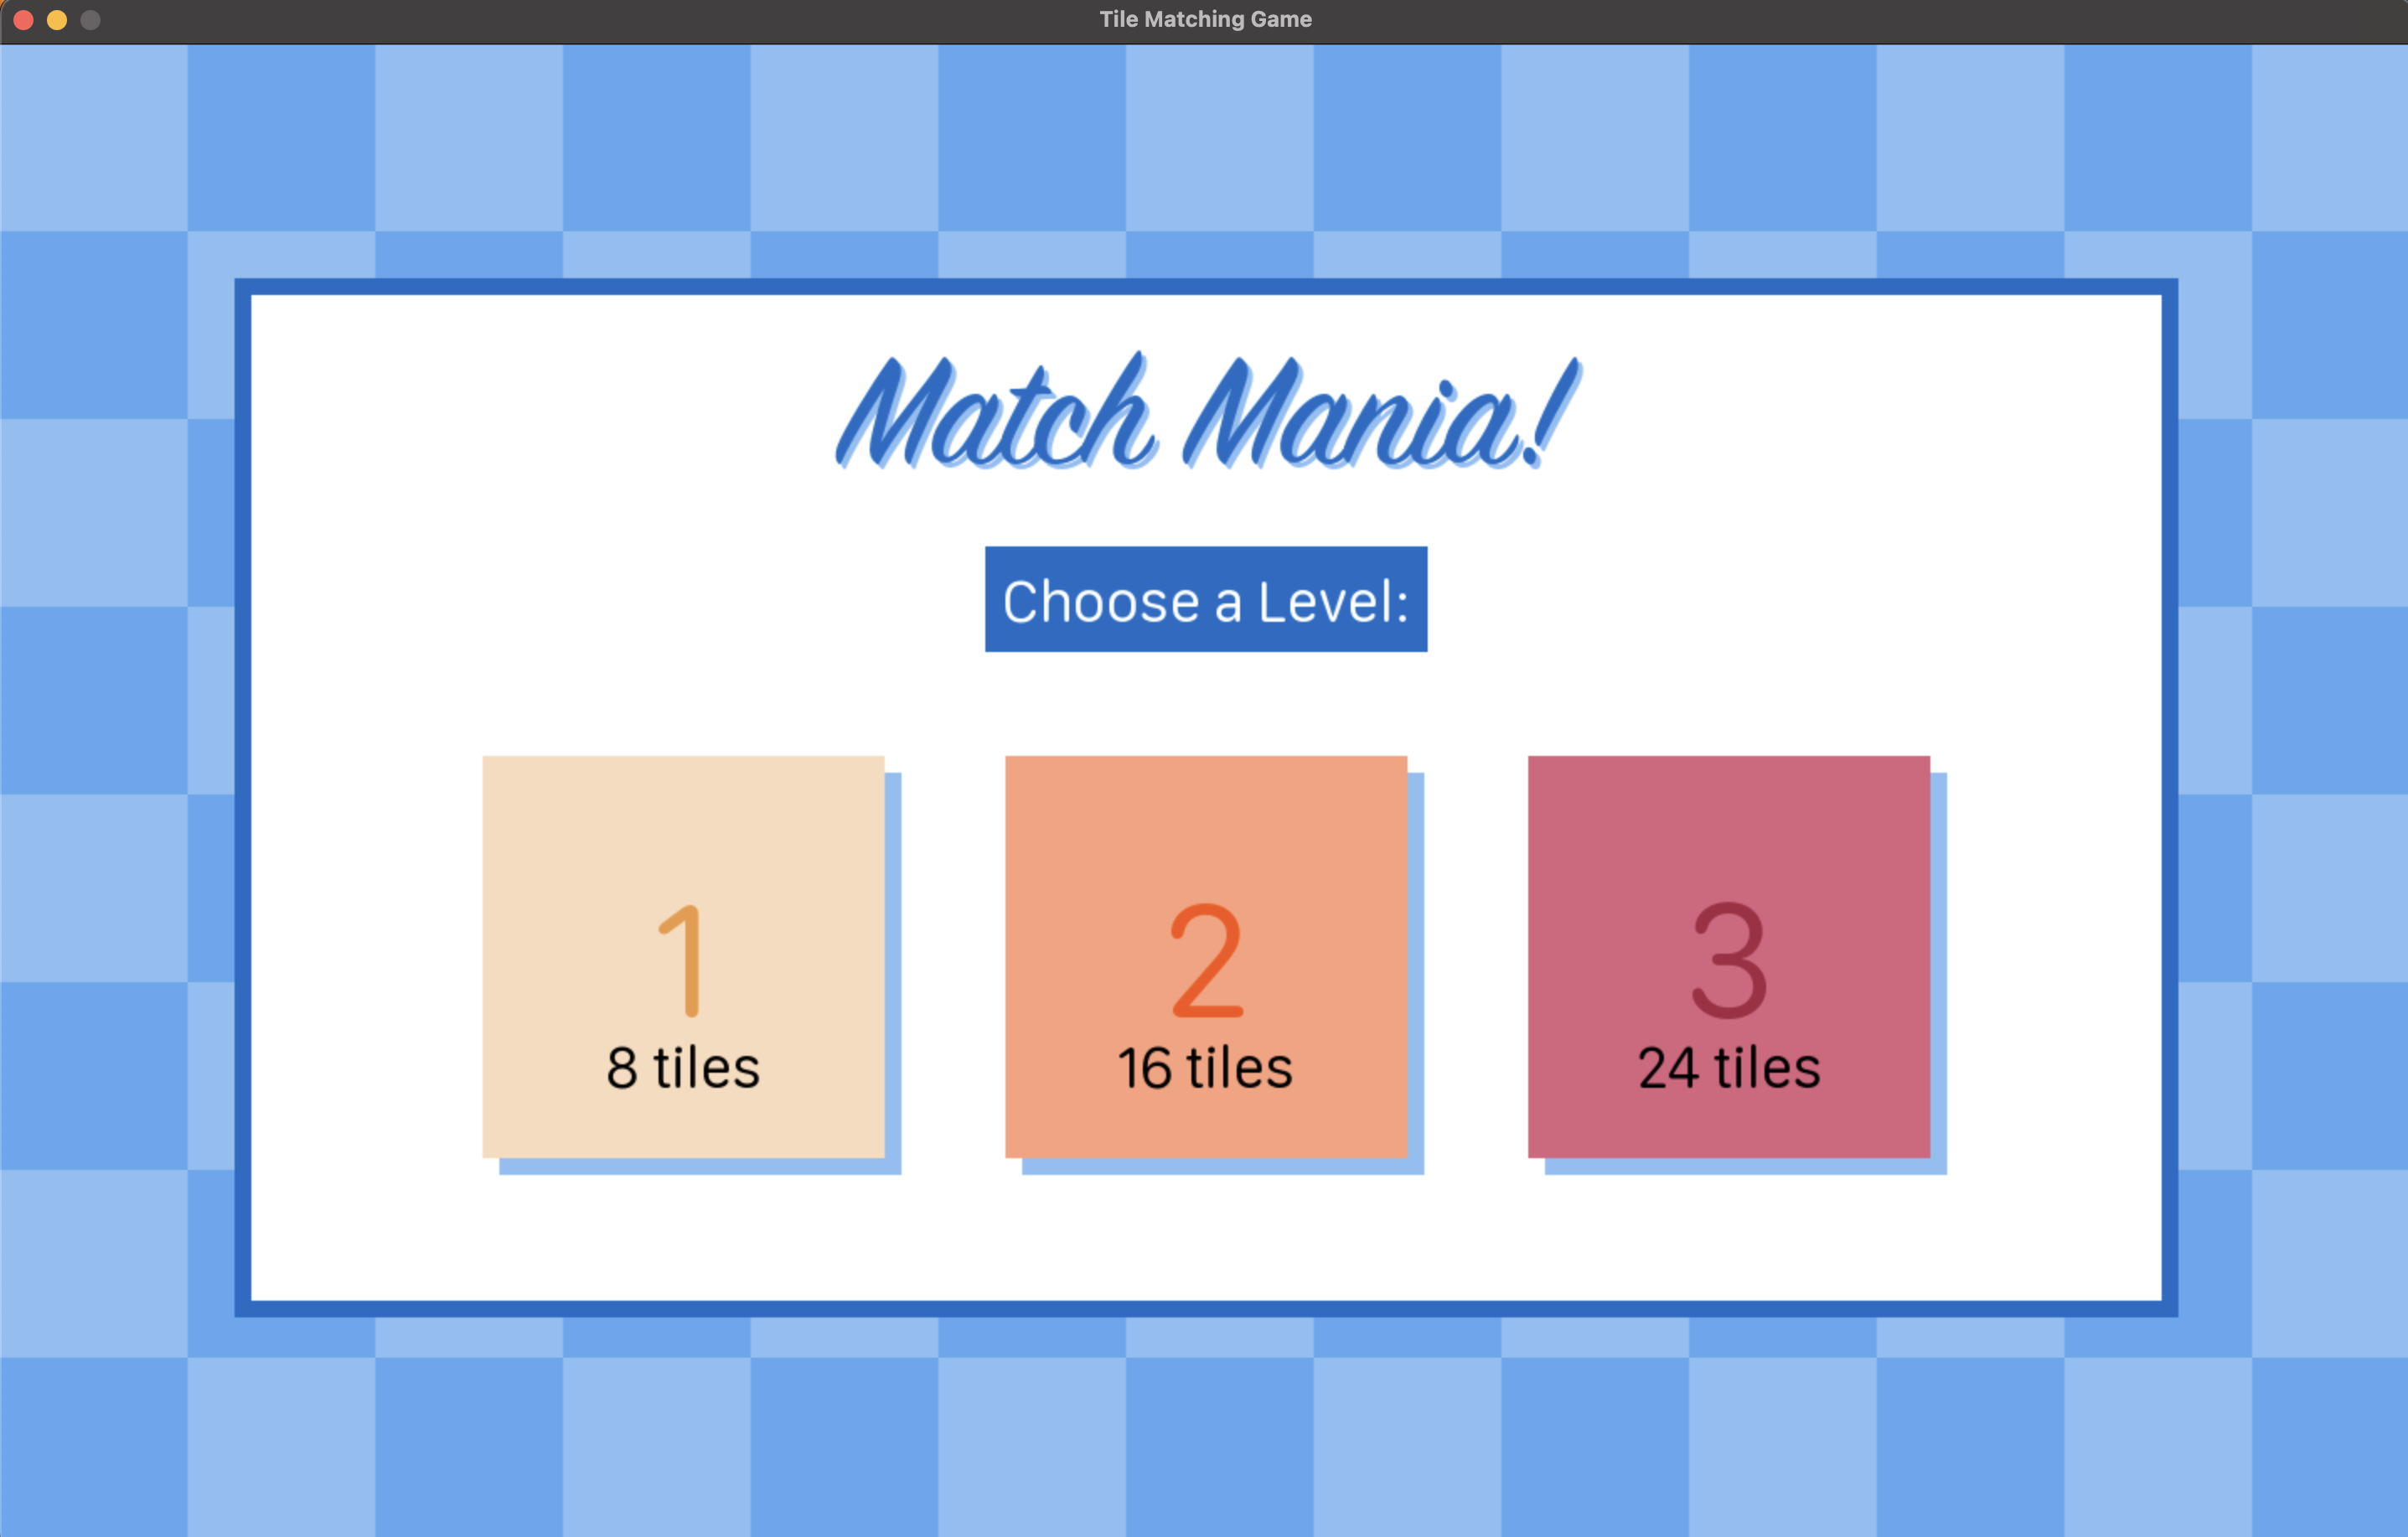 Tile Matching Game
Match Mania!
Choose a Level:
1
8 tiles
2
16 tiles
3
24 tiles